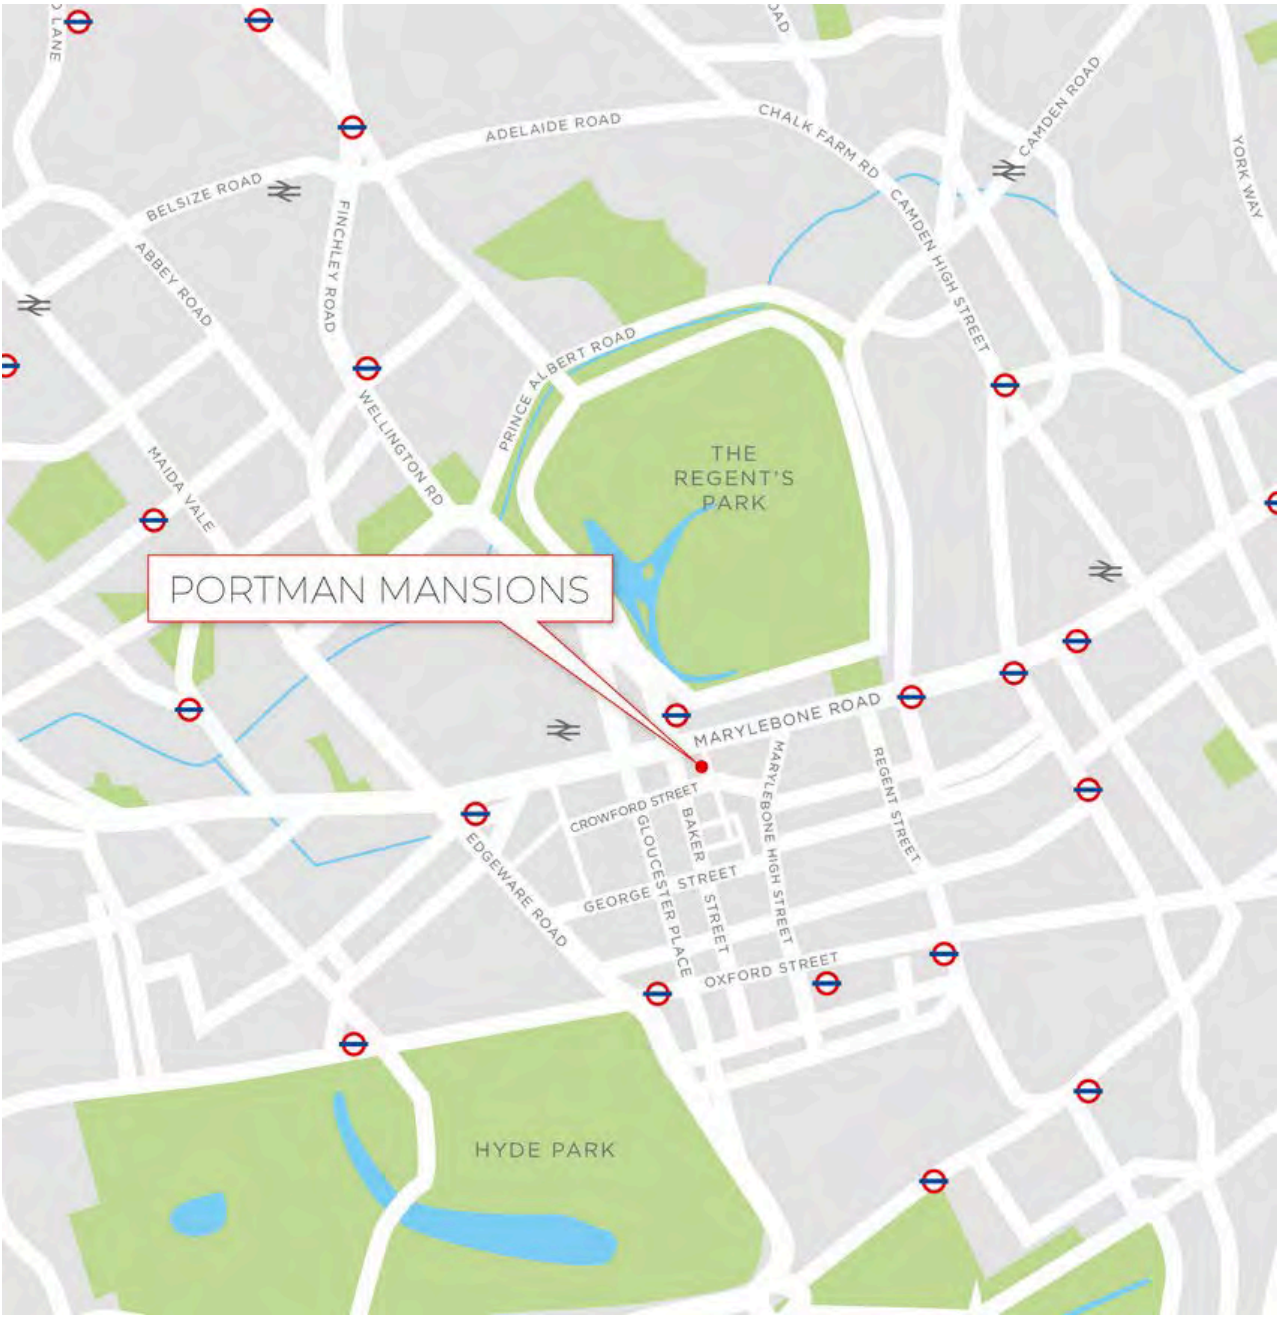 LANE
OAD
ADELAIDE ROAD
CHALK FARM RD
CAMDEN ROAD
YORK WAY
BELSIZE ROAD
FINCHLEY ROAD
ABBEY ROAD
CAMDEN HIGH STREET
PRINCE ALBERT ROAD
WELLINGTON RD
MAIDA VALE
THE
REGENT'S
PARK
PORTMAN MANSIONS
MARYLEBONE ROAD
MARYLEBONE HIGH STREET
REGENT STREET
CROWFORD STREET
GLOUCESTER PLACE
BAKER STREET
EDGEWARE ROAD
GEORGE STREET
OXFORD STREET
HYDE PARK